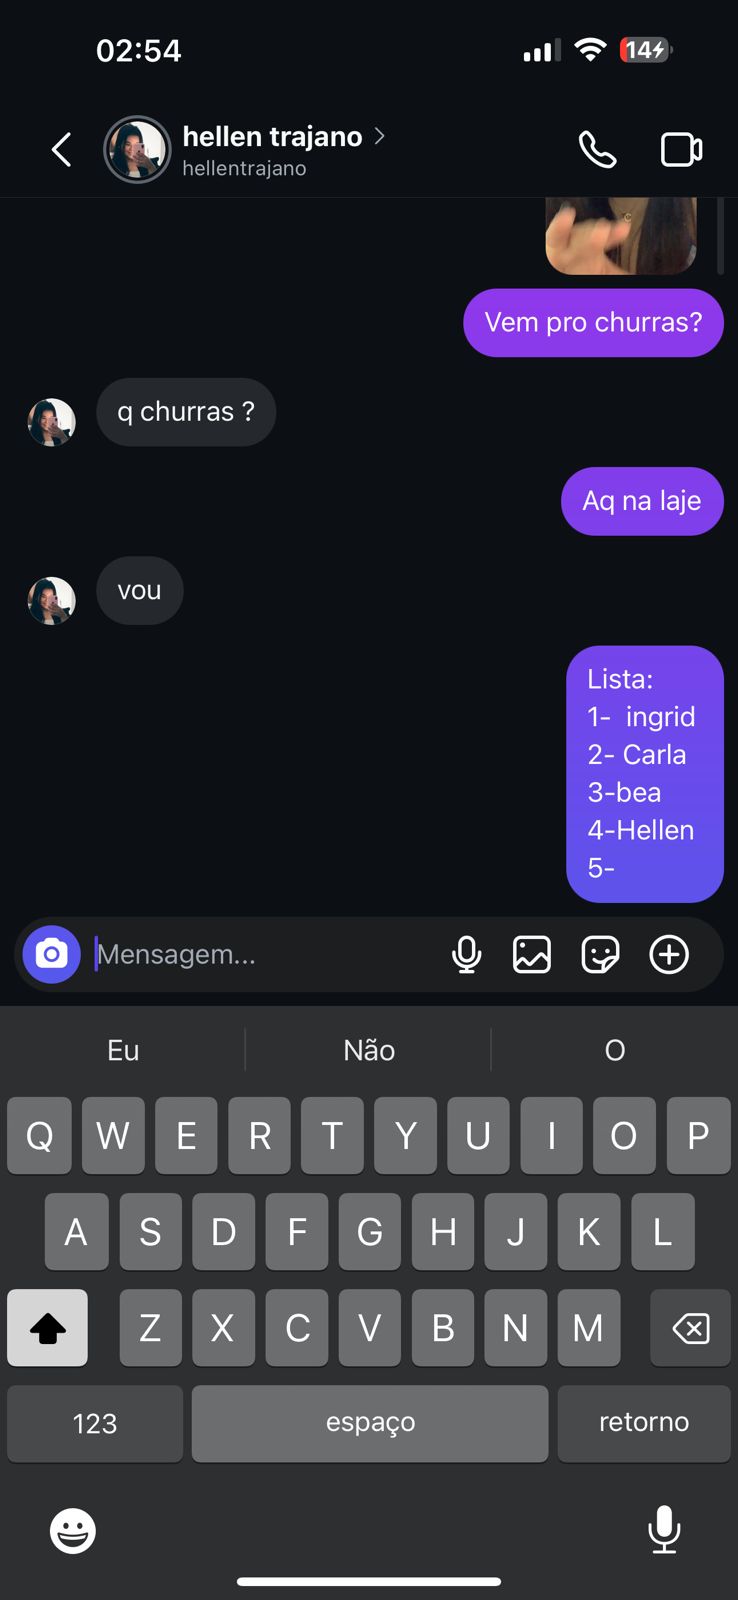 02:54
14
hellen trajano
hellentrajano
Vem pro churras?
q churras ?
Aq na laje
vou
Lista:
1-  ingrid
2- Carla
3-bea
4-Hellen
5-
Mensagem...
Eu Não O
Q W E R T Y U I O P
A S D F G H J K L
Z X C V B N M
123 espaço retorno